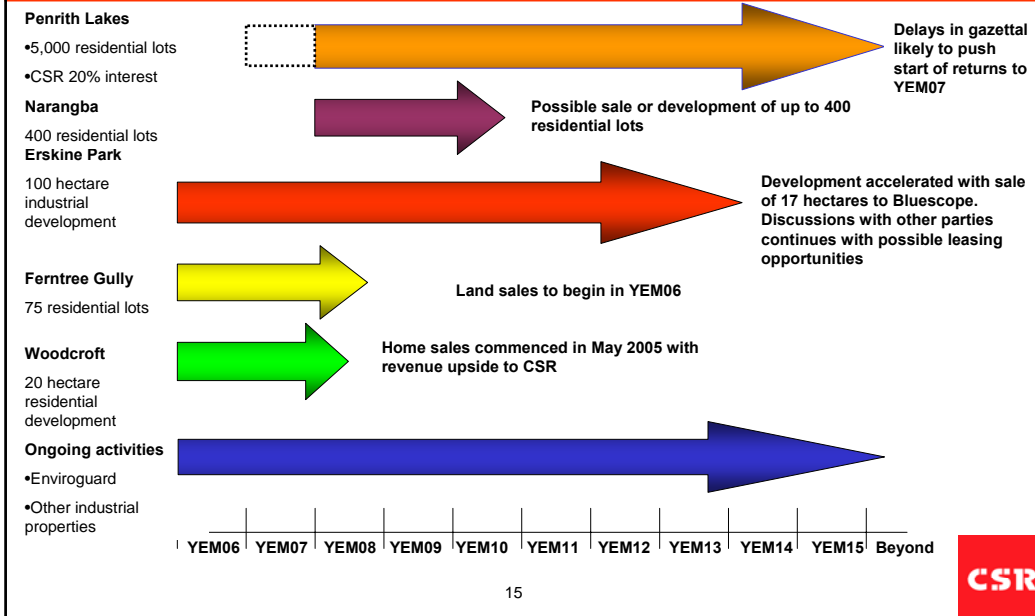 Penrith Lakes
•5,000 residential lots
•CSR 20% interest
Delays in gazettal
likely to push
start of returns to
YEM07
Narangba
400 residential lots
Possible sale or development of up to 400
residential lots
Erskine Park
100 hectare
industrial
development
Development accelerated with sale
of 17 hectares to Bluescope.
Discussions with other parties
continues with possible leasing
opportunities
Ferntree Gully
75 residential lots
Land sales to begin in YEM06
Woodcroft
20 hectare
residential
development
Home sales commenced in May 2005 with
revenue upside to CSR
Ongoing activities
•Enviroguard
•Other industrial
properties
YEM06 YEM07 YEM08 YEM09 YEM10 YEM11 YEM12 YEM13 YEM14 YEM15 Beyond
15
CSR